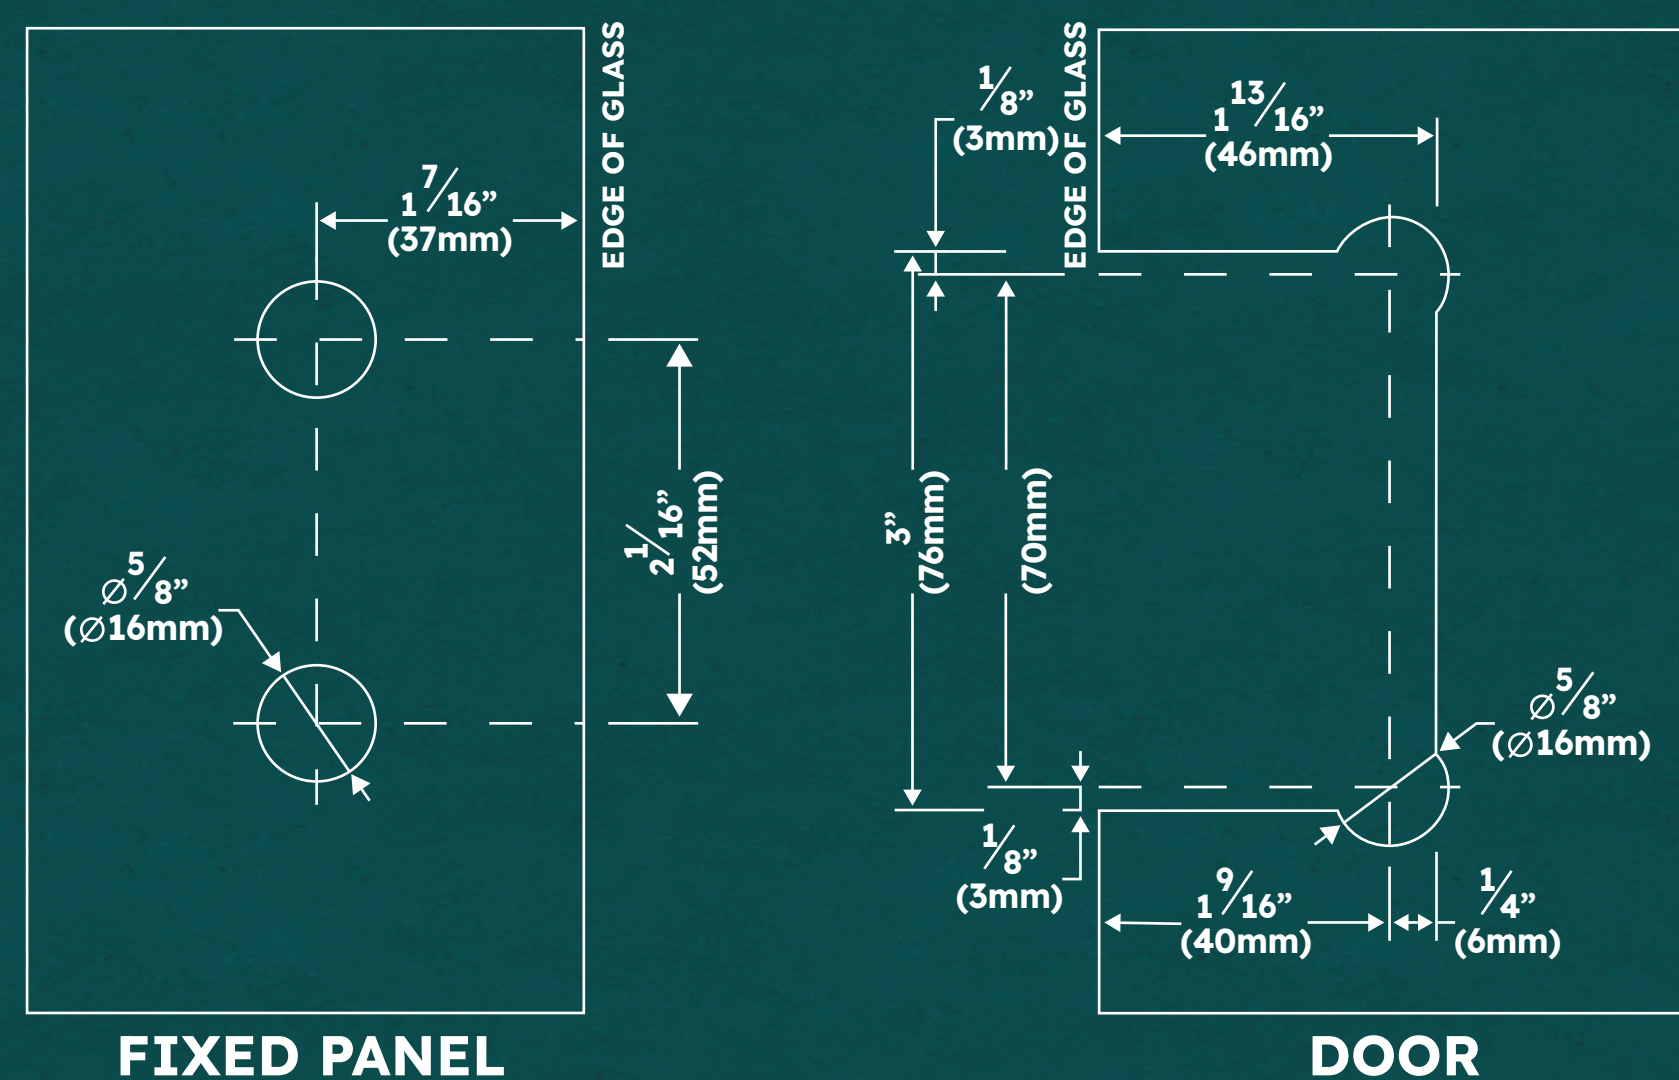 EDGE OF GLASS
1 7/16”
(37mm)
1/2 16”
(52mm)
Ø 5/8”
(Ø16mm)
FIXED PANEL
EDGE OF GLASS
1/8”
(3mm)
1 13/16”
(46mm)
3”
(76mm)
(70mm)
Ø 5/8”
(Ø16mm)
1/8”
(3mm)
1 9/16”
(40mm)
1/4”
(6mm)
DOOR